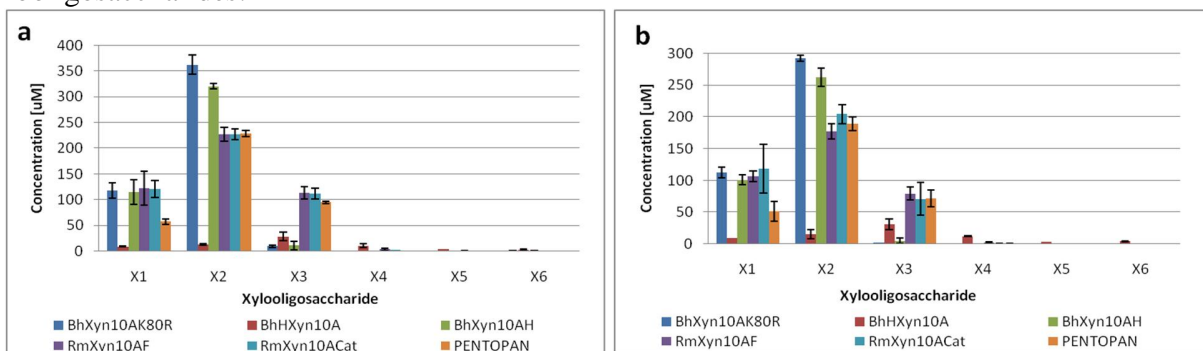 a
Concentration [uM]
400
350
300
250
200
150
100
50
0
X1 X2 X3 X4 X5 X6
Xylooligosaccharide
BhXyn10AK80R BhHXyn10A BhXyn10AH
RmXyn10AF RmXyn10ACat PENTOPAN
b
Concentration [uM]
300
250
200
150
100
50
0
X1 X2 X3 X4 X5 X6
Xylooligosaccharide
BhXyn10AK80R BhHXyn10A BhXyn10AH
RmXyn10AF RmXyn10ACat PENTOPAN